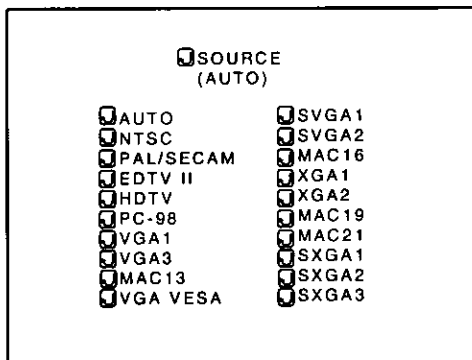 SOURCE
(AUTO)
AUTO
NTSC
PAL/SECAM
EDTV II
HDTV
PC-98
VGA1
VGA3
MAC13
VGA VESA
SVGA1
SVGA2
MAC16
XGA1
XGA2
MAC19
MAC21
SXGA1
SXGA2
SXGA3